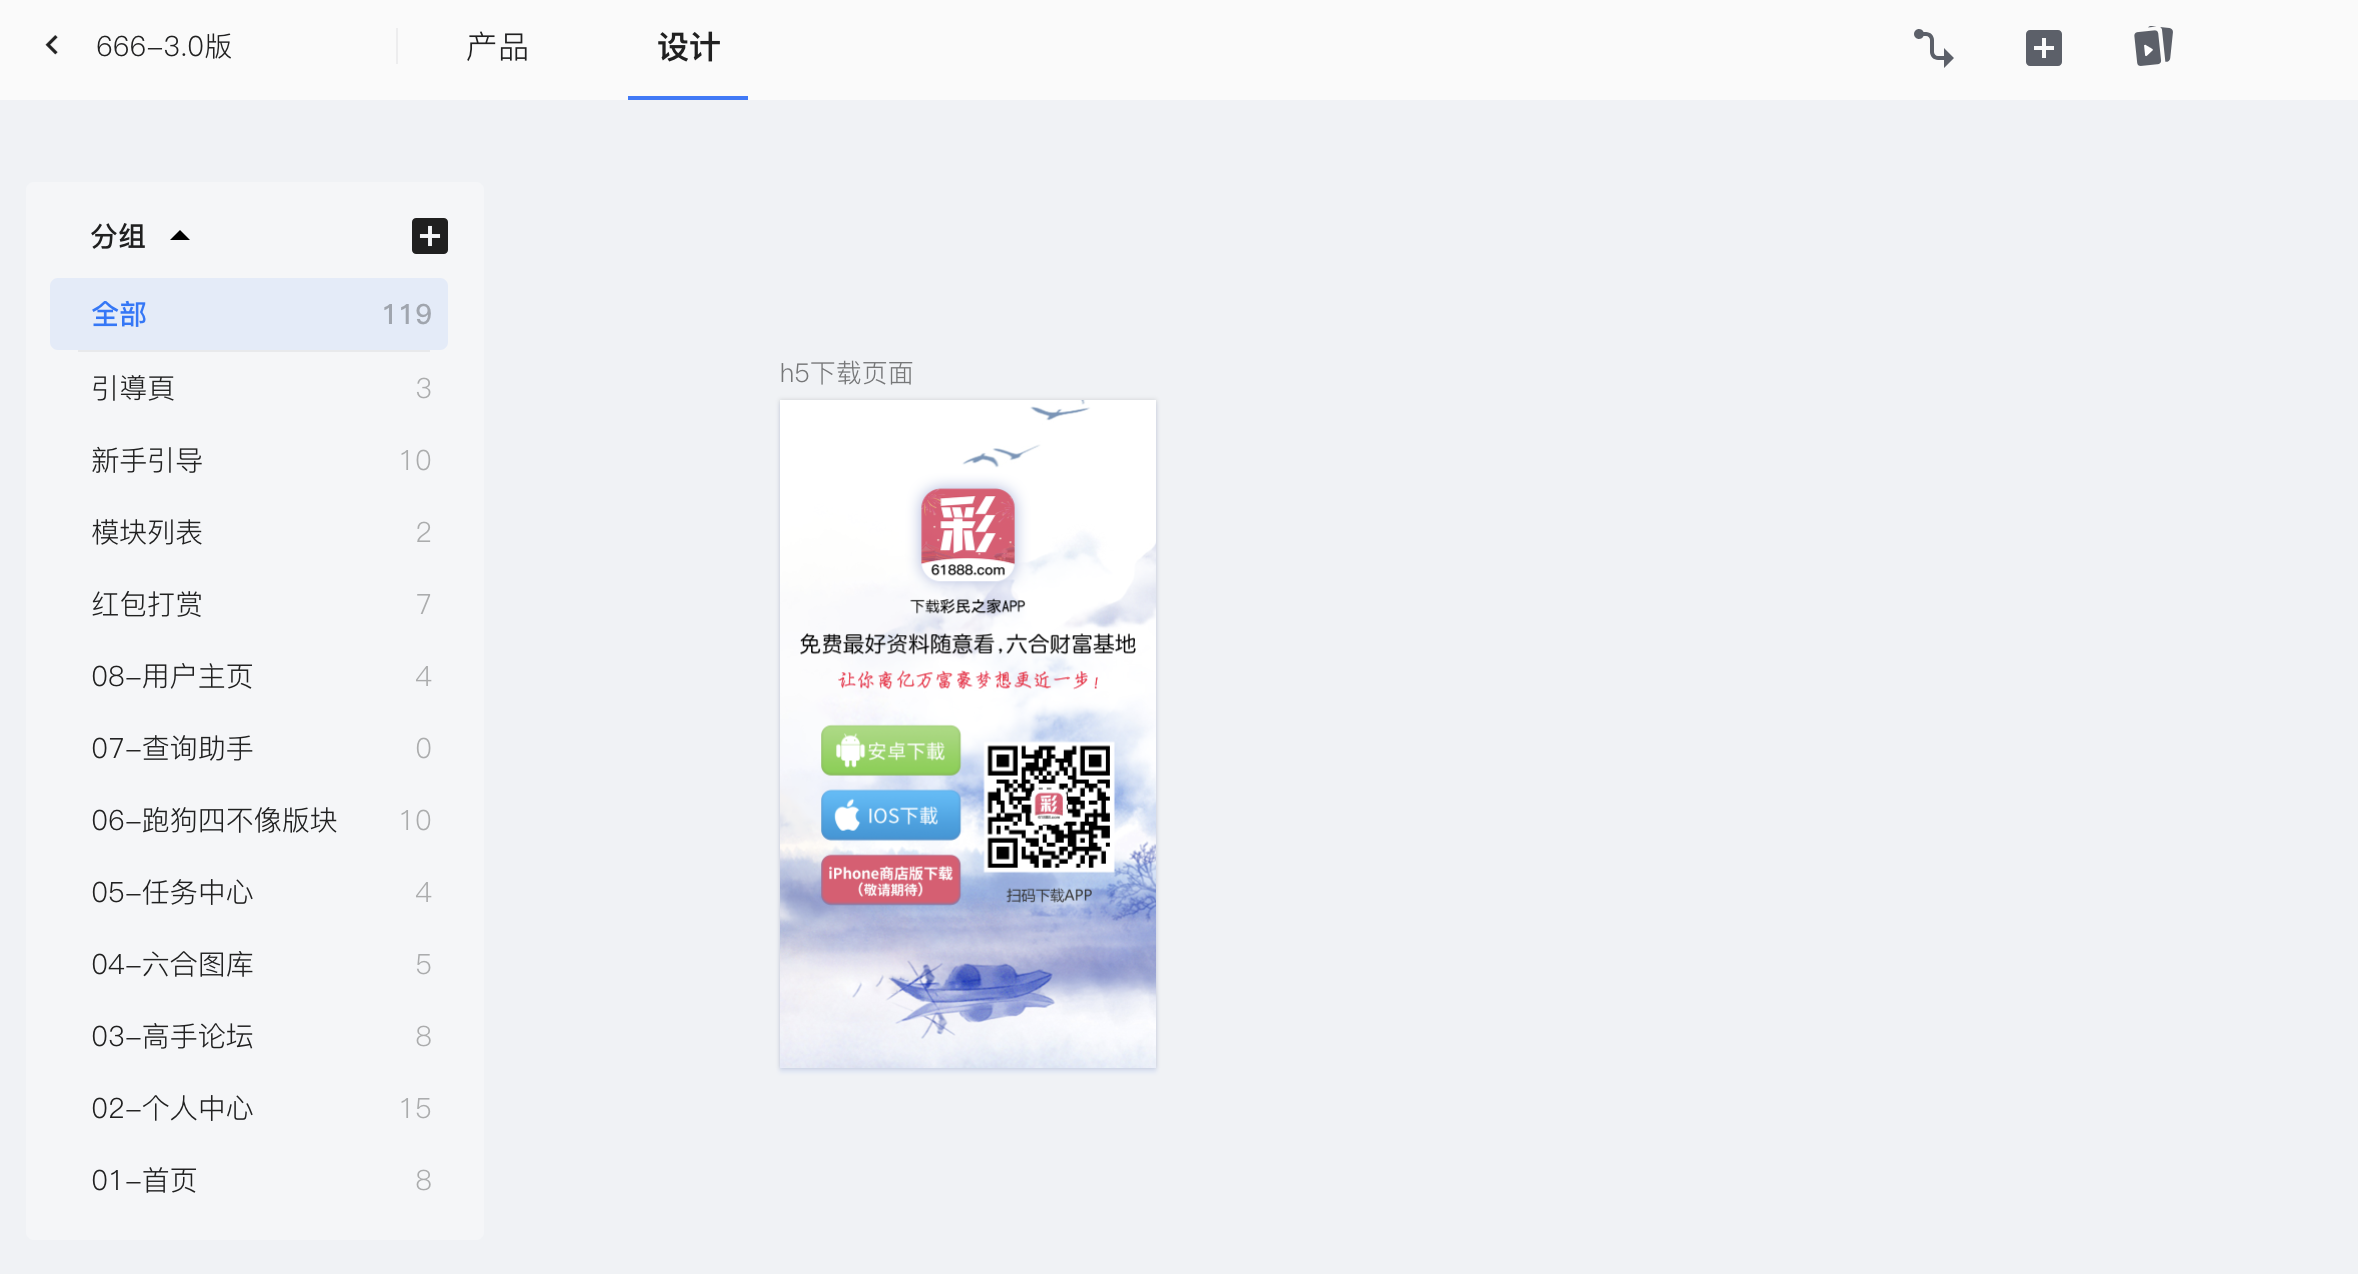 666-3.0版
产品
设计
分组
全部 119
引導頁 3
新手引导 10
模块列表 2
红包打赏 7
08-用户主页 4
07-查询助手 0
06-跑狗四不像版块 10
05-任务中心 4
04-六合图库 5
03-高手论坛 8
02-个人中心 15
01-首页 8
h5下载页面
彩
61888.com
下载彩民之家APP
免费最好资料随意看,六合财富基地
让你离亿万富豪梦想更近一步!
安卓下載
IOS下載
iPhone商店版下載
(敬请期待)
彩
扫码下载APP